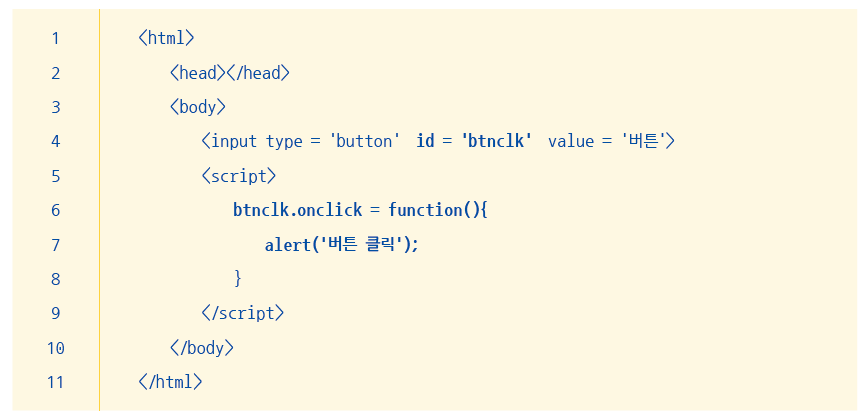 1 <html>
2 <head></head>
3 <body>
4 <input type = 'button' id = 'btnclk' value = '버튼'>
5 <script>
6 btnclk.onclick = function(){
7 alert('버튼 클릭');
8 }
9 </script>
10 </body>
11 </html>